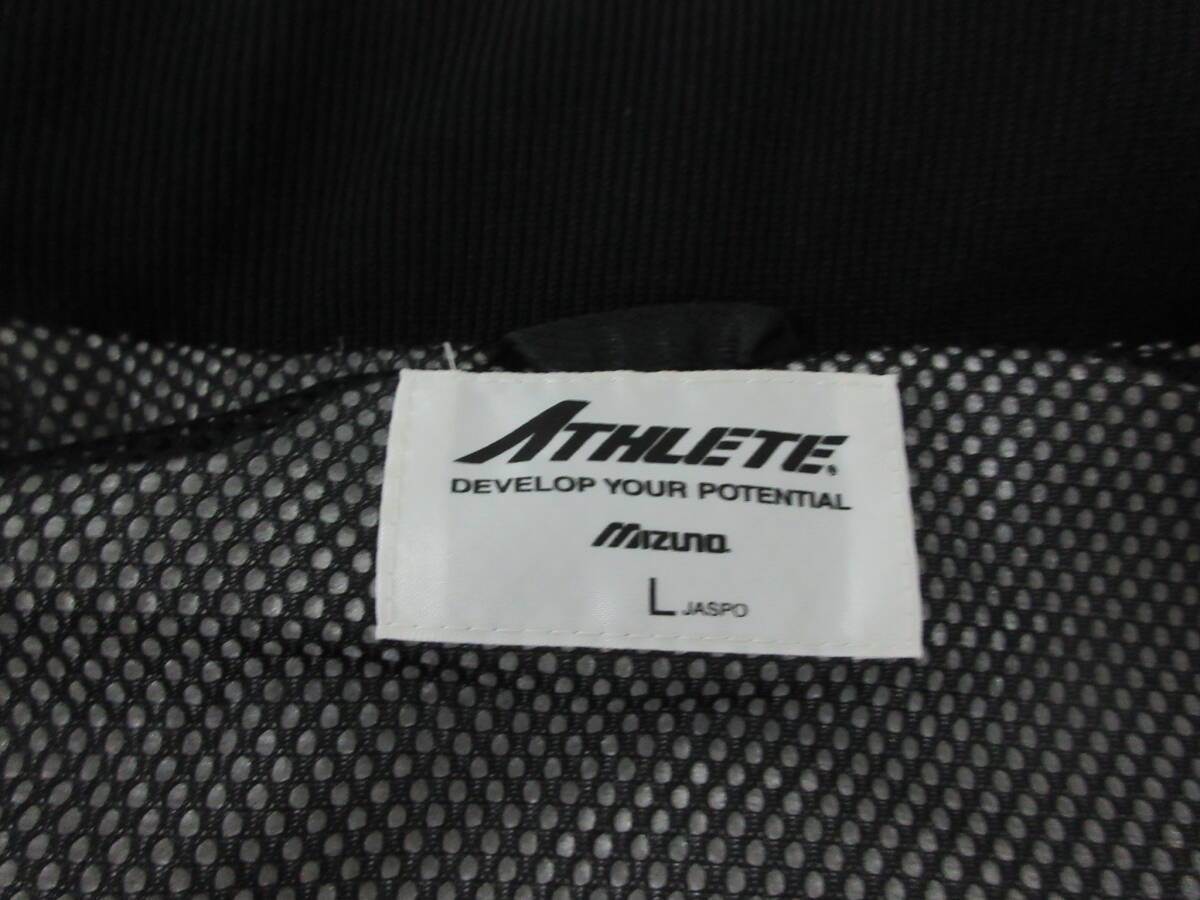 ATHLETE
DEVELOP YOUR POTENTIAL
Mizuno
L JASPO